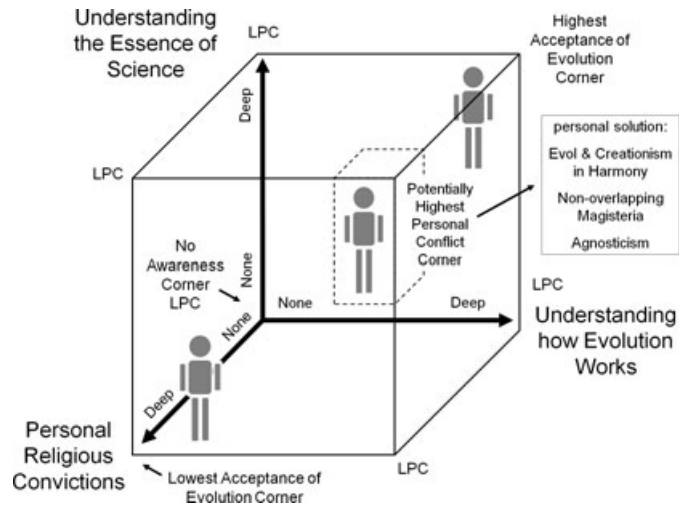 Understanding
the Essence of
Science
LPC
Highest
Acceptance of
Evolution
Corner
Deep
personal solution:
Evol & Creationism
in Harmony
Non-overlapping
Magisteria
Agnosticism
LPC
Potentially
Highest
Personal
Conflict
Corner
No
Awareness
Corner
LPC
None
None
Deep
LPC
Understanding
how Evolution
Works
None
Deep
Personal
Religious
Convictions
Lowest Acceptance of
Evolution Corner
LPC